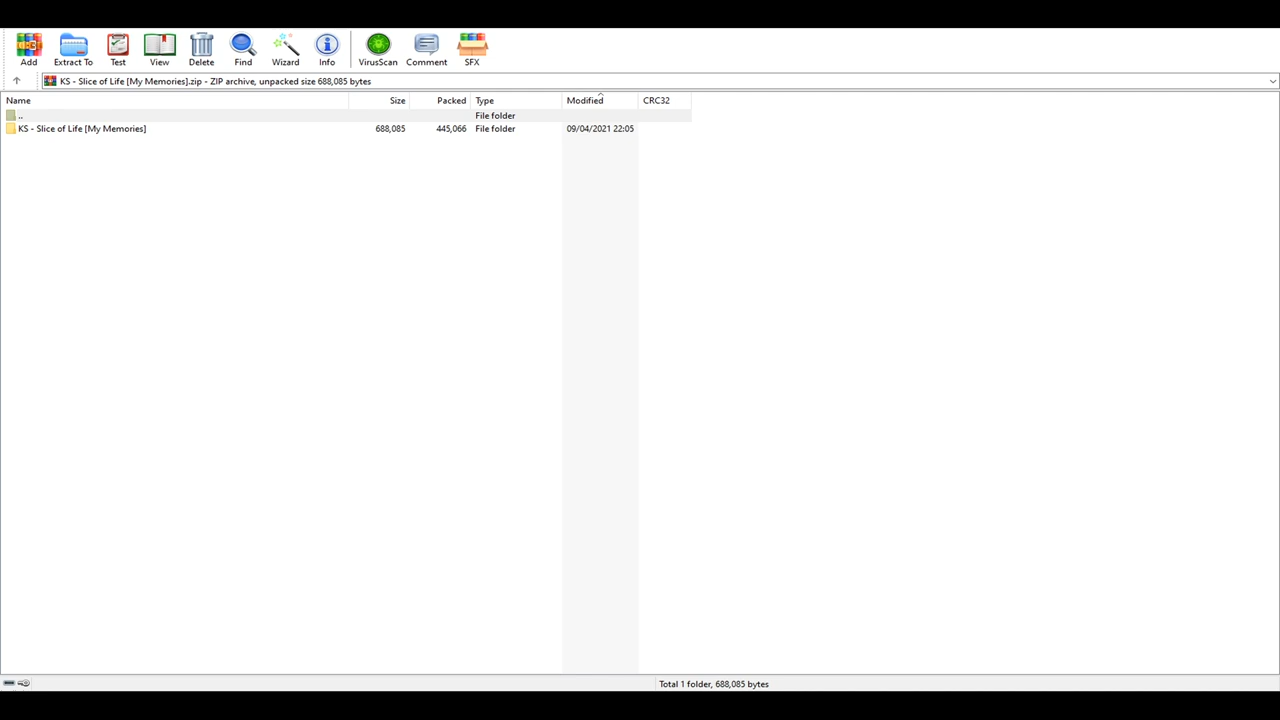 Add Extract To Test View Delete Find Wizard Info VirusScan Comment SFX
KS - Slice of Life [My Memories].zip - ZIP archive, unpacked size 688,085 bytes
Name Size Packed Type Modified CRC32
.. File folder
KS - Slice of Life [My Memories] 688,085 445,066 File folder 09/04/2021 22:05
Total 1 folder, 688,085 bytes